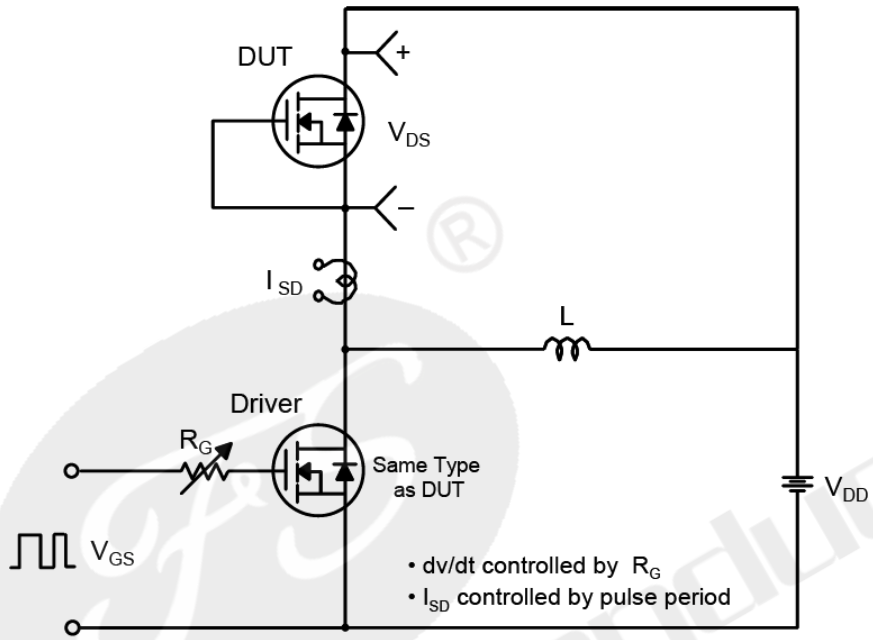 DUT
+
V_DS
−
I_SD
L
Driver
R_G
Same Type
as DUT
V_DD
V_GS
• dv/dt controlled by R_G
• I_SD controlled by pulse period
®
FS